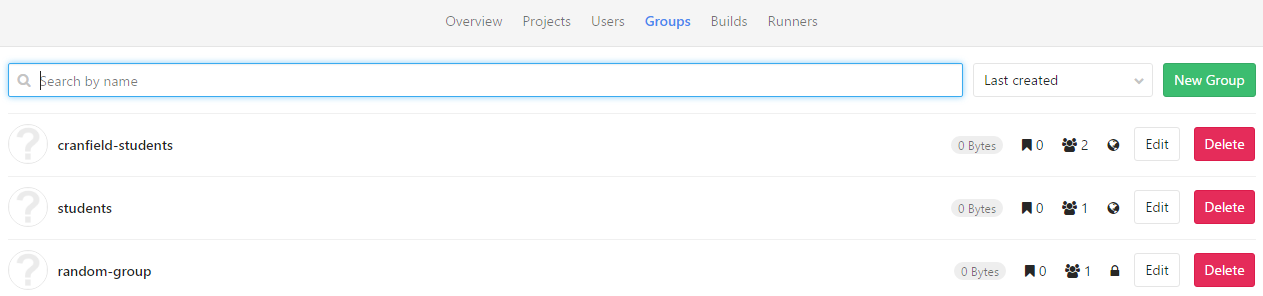 Overview Projects Users Groups Builds Runners
Search by name Last created New Group
cranfield-students 0 Bytes 0 2 Edit Delete
students 0 Bytes 0 1 Edit Delete
random-group 0 Bytes 0 1 Edit Delete